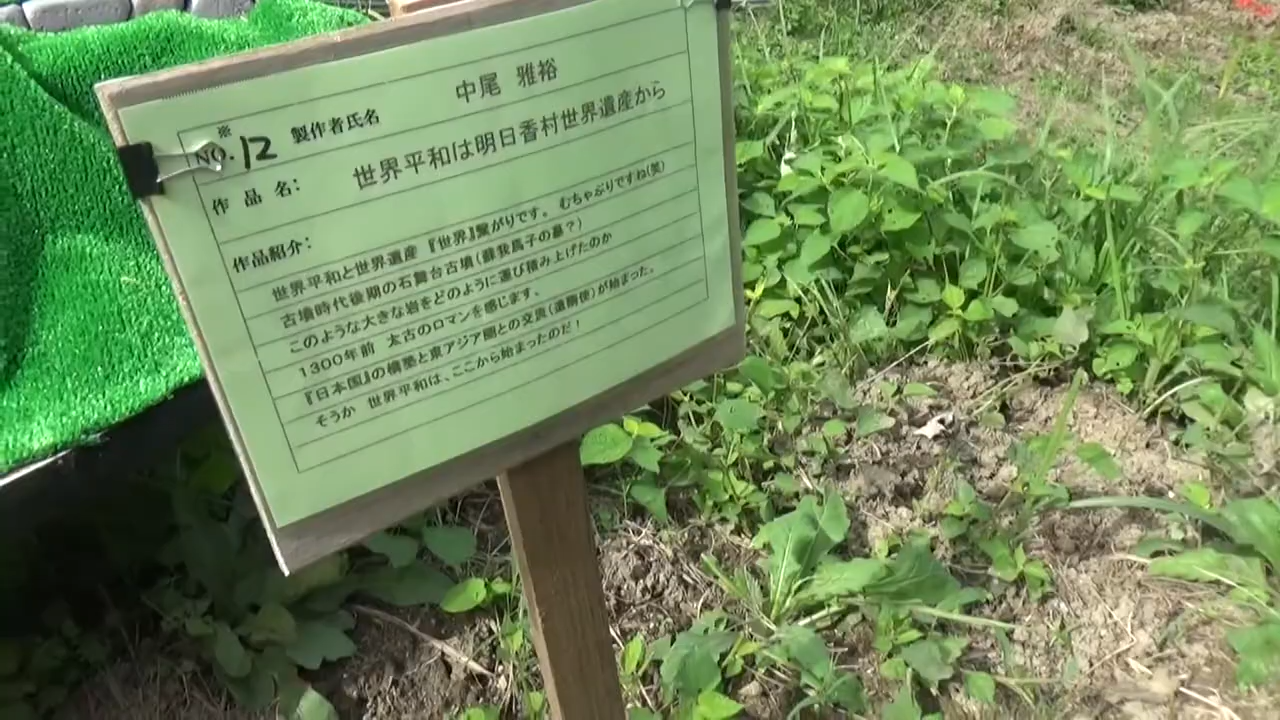 ※
NO.12 製作者氏名 中尾 雅裕
作 品 名: 世界平和は明日香村世界遺産から
作品紹介:
世界平和と世界遺産 『世界』繋がりです。 むちゃぶりですね(笑)
古墳時代後期の石舞台古墳(蘇我馬子の墓?)
このような大きな岩をどのように運び積み上げたのか
1300年前 太古のロマンを感じます。
『日本国』の構築と東アジア圏との交流(遣隋使)が始まった。
そうか 世界平和は、ここから始まったのだ!